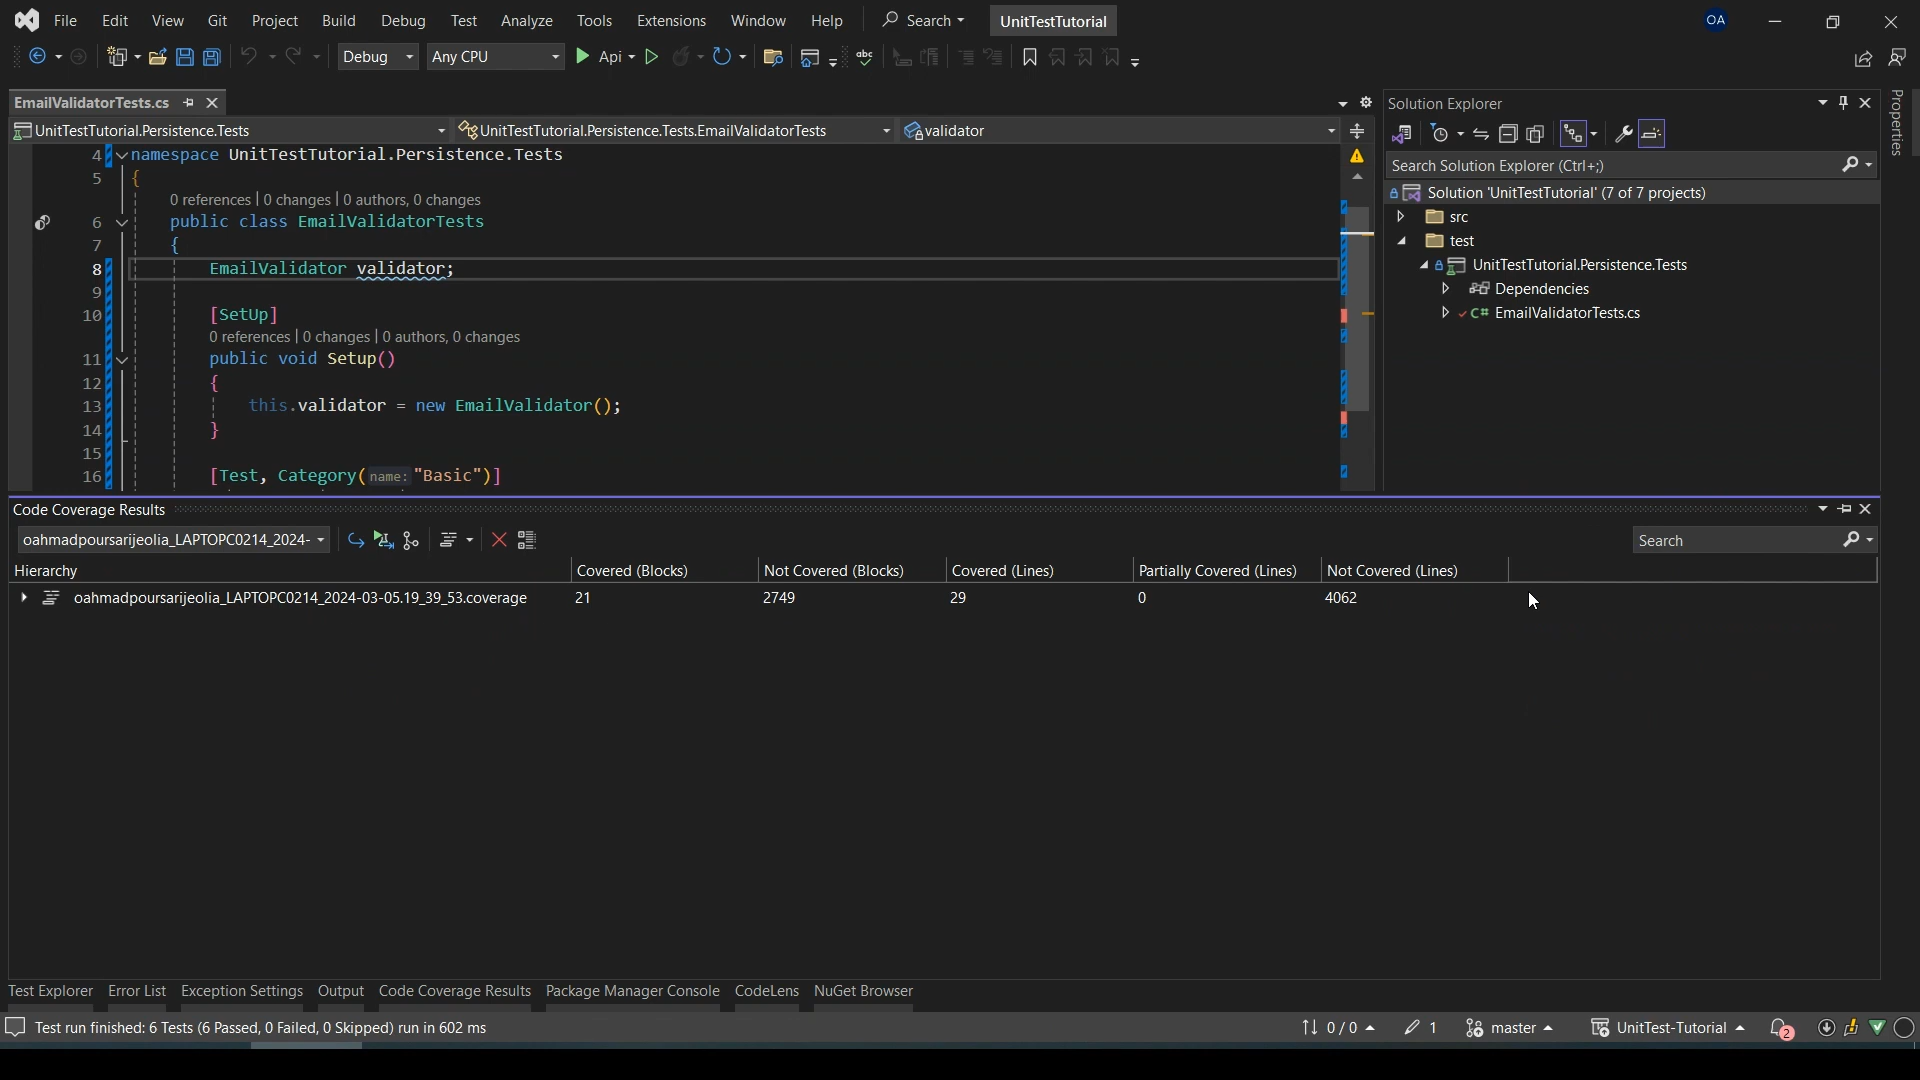 File Edit View Git Project Build Debug Test Analyze Tools Extensions Window Help Search UnitTestTutorial OA
Debug Any CPU Api
EmailValidatorTests.cs
UnitTestTutorial.Persistence.Tests UnitTestTutorial.Persistence.Tests.EmailValidatorTests validator
4 namespace UnitTestTutorial.Persistence.Tests
5 {
0 references | 0 changes | 0 authors, 0 changes
6 public class EmailValidatorTests
7 {
8 EmailValidator validator;
9
10 [SetUp]
0 references | 0 changes | 0 authors, 0 changes
11 public void Setup()
12 {
13 this.validator = new EmailValidator();
14 }
15
16 [Test, Category(name: "Basic")]
Solution Explorer
Search Solution Explorer (Ctrl+;)
Solution 'UnitTestTutorial' (7 of 7 projects)
src
test
UnitTestTutorial.Persistence.Tests
Dependencies
C# EmailValidatorTests.cs
Properties
Code Coverage Results
oahmadpoursarijeolia_LAPTOPC0214_2024-
Search
Hierarchy Covered (Blocks) Not Covered (Blocks) Covered (Lines) Partially Covered (Lines) Not Covered (Lines)
oahmadpoursarijeolia_LAPTOPC0214_2024-03-05.19_39_53.coverage 21 2749 29 0 4062
Test Explorer Error List Exception Settings Output Code Coverage Results Package Manager Console CodeLens NuGet Browser
Test run finished: 6 Tests (6 Passed, 0 Failed, 0 Skipped) run in 602 ms 0 / 0 1 master UnitTest-Tutorial 2